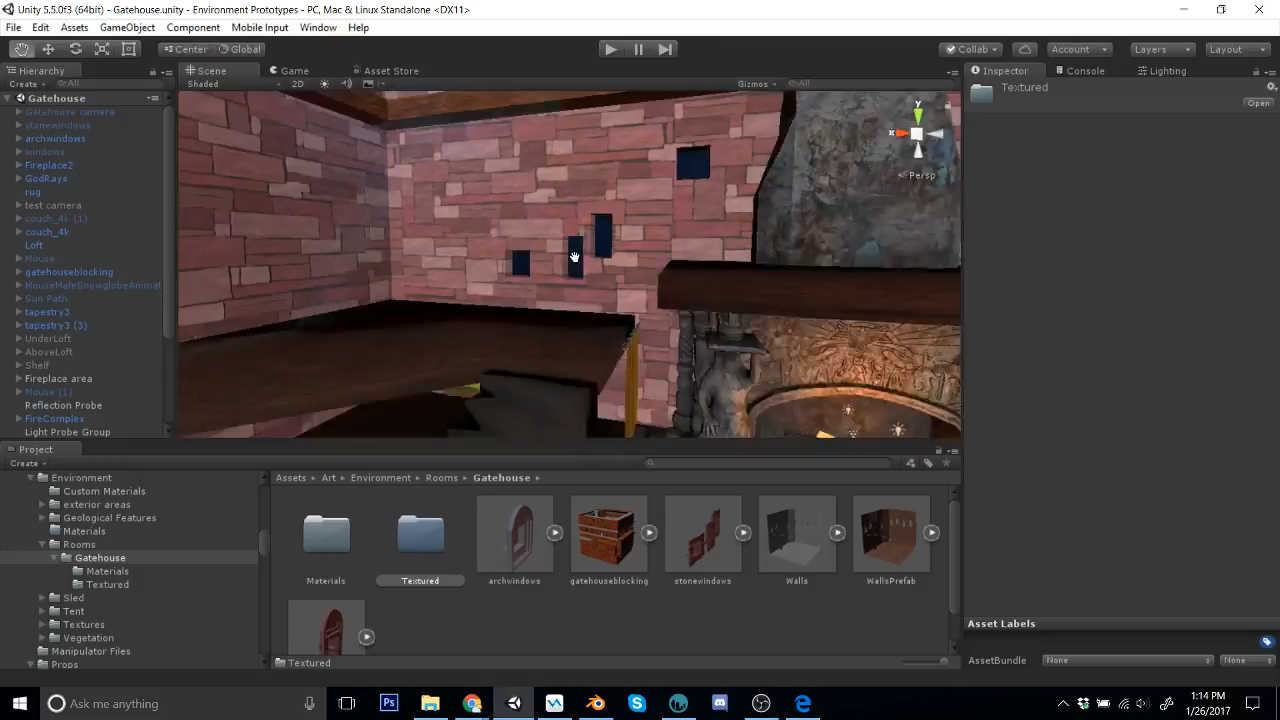 Unity 5.5.0f3 (64bit) - Gatehouse.unity - Environment Prototypes - PC, Mac & Linux Standalone <DX11>
File Edit Assets GameObject Component Mobile Input Window Help
Center Global Collab Account Layers Layout
Hierarchy Scene Game Asset Store Inspector Console Lighting
Create All Shaded 2D Gizmos All Textured
Open
Gatehouse
Gatehouse camera
stonewindows
archwindows
windows
Fireplace2
GodRays
rug
test camera
couch_4k (1)
couch_4k
Loft
Mouse
gatehouseblocking
MouseMaleSnowglobeAnimat
Sun Path
tapestry3
tapestry3 (3)
UnderLoft
AboveLoft
Shelf
Fireplace area
Mouse (1)
Reflection Probe
FireComplex
Light Probe Group
y
x
Persp
Project
Create
Environment
Custom Materials
exterior areas
Geological Features
Materials
Rooms
Gatehouse
Materials
Textured
Sled
Tent
Textures
Vegetation
Manipulator Files
Props
Assets Art Environment Rooms Gatehouse
Materials Textured archwindows gatehouseblocking stonewindows Walls WallsPrefab
Textured
Asset Labels
AssetBundle None None
Ask me anything
Ps
1:14 PM
1/26/2017